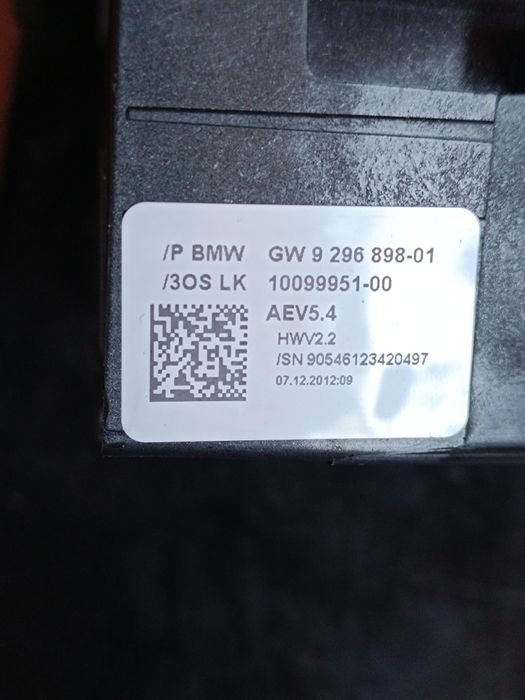 /P BMW GW 9 296 898-01
/3OS LK 10099951-00
AEV5.4
HWV2.2
/SN 90546123420497
07.12.2012:09